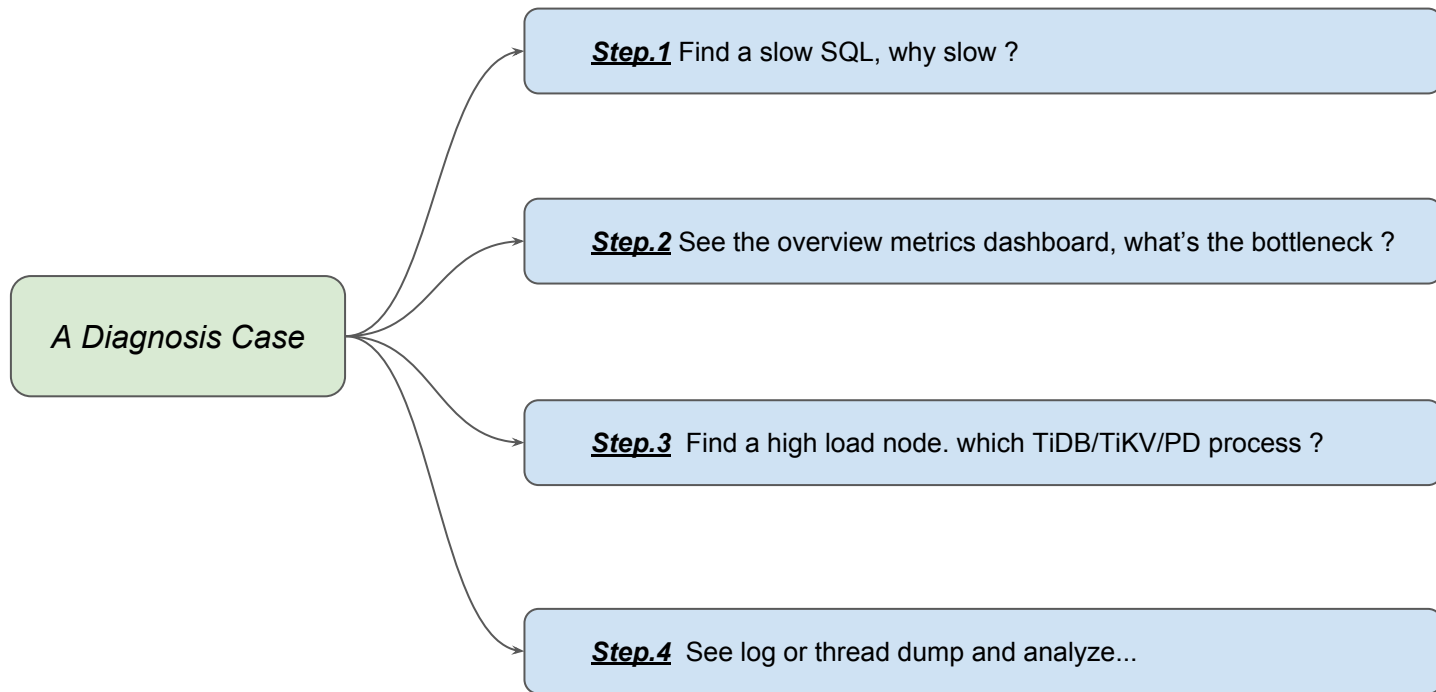 Step.1 Find a slow SQL, why slow ?
Step.2 See the overview metrics dashboard, what's the bottleneck ?
A Diagnosis Case
Step.3 Find a high load node. which TiDB/TiKV/PD process ?
Step.4 See log or thread dump and analyze...